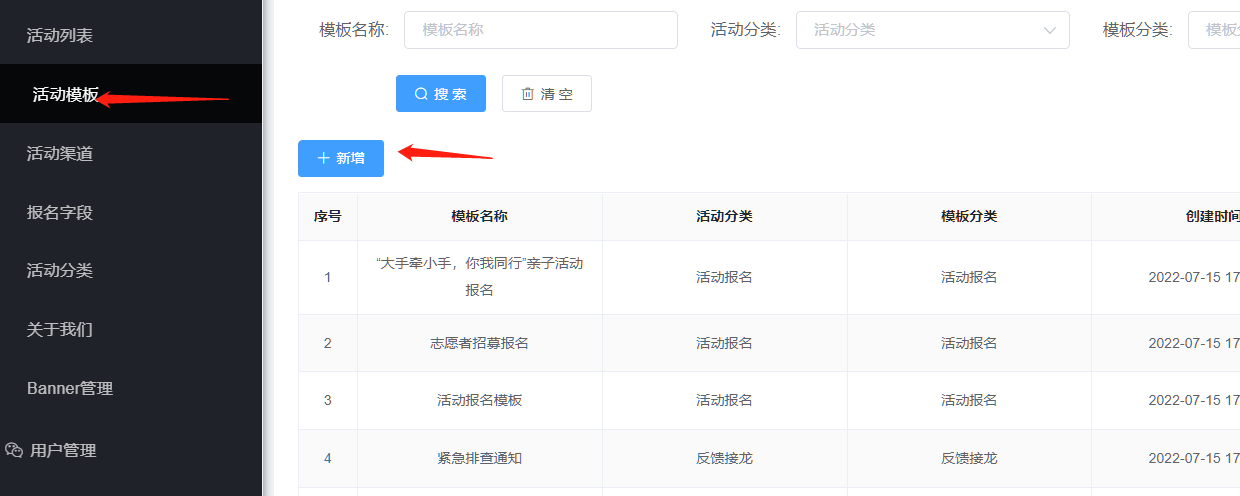 活动列表
活动模板
活动渠道
报名字段
活动分类
关于我们
Banner管理
用户管理
模板名称: 模板名称 活动分类: 活动分类 模板分类: 模板
搜 索 清 空
新增
序号 模板名称 活动分类 模板分类 创建时间
1 “大手牵小手，你我同行”亲子活动
报名 活动报名 活动报名 2022-07-15 17
2 志愿者招募报名 活动报名 活动报名 2022-07-15 17
3 活动报名模板 活动报名 活动报名 2022-07-15 17
4 紧急排查通知 反馈接龙 反馈接龙 2022-07-15 17